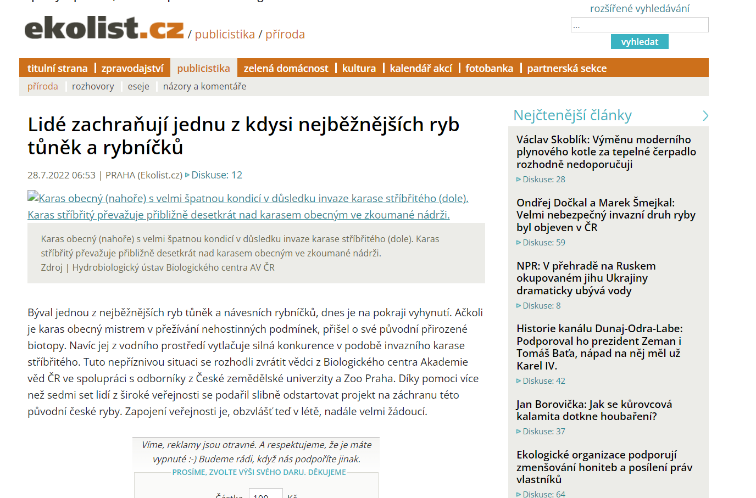 rozšířené vyhledávání
ekolist.cz / publicistika / příroda
...
vyhledat
titulní strana | zpravodajství | publicistika | zelená domácnost | kultura | kalendář akcí | fotobanka | partnerská sekce
příroda | rozhovory | eseje | názory a komentáře
Lidé zachraňují jednu z kdysi nejběžnějších ryb
tůněk a rybníčků
28.7.2022 06:53 | PRAHA (Ekolist.cz) Diskuse: 12
Karas obecný (nahoře) s velmi špatnou kondicí v důsledku invaze karase stříbřitého (dole).
Karas stříbřitý převažuje přibližně desetkrát nad karasem obecným ve zkoumané nádrži.
Karas obecný (nahoře) s velmi špatnou kondicí v důsledku invaze karase stříbřitého (dole). Karas
stříbřitý převažuje přibližně desetkrát nad karasem obecným ve zkoumané nádrži.
Zdroj | Hydrobiologický ústav Biologického centra AV ČR
Býval jednou z nejběžnějších ryb tůněk a návesních rybníčků, dnes je na pokraji vyhynutí. Ačkoli
je karas obecný mistrem v přežívání nehostinných podmínek, přišel o své původní přirozené
biotopy. Navíc jej z vodního prostředí vytlačuje silná konkurence v podobě invazního karase
stříbřitého. Tuto nepříznivou situaci se rozhodli zvrátit vědci z Biologického centra Akademie
věd ČR ve spolupráci s odborníky z České zemědělské univerzity a Zoo Praha. Díky pomoci více
než sedmi set lidí z široké veřejnosti se podařil slibně odstartovat projekt na záchranu této
původní české ryby. Zapojení veřejnosti je, obzvlášť teď v létě, nadále velmi žádoucí.
Víme, reklamy jsou otravné. A respektujeme, že je máte
vypnuté :-) Budeme rádi, když nás podpoříte jinak.
PROSÍME, ZVOLTE VÝŠI SVÉHO DARU. DĚKUJEME
Částka 100 Kč
Nejčtenější články
Václav Skoblík: Výměnu moderního
plynového kotle za tepelné čerpadlo
rozhodně nedoporučuji
Diskuse: 28
Ondřej Dočkal a Marek Šmejkal:
Velmi nebezpečný invazní druh ryby
byl objeven v ČR
Diskuse: 59
NPR: V přehradě na Ruskem
okupovaném jihu Ukrajiny
dramaticky ubývá vody
Diskuse: 8
Historie kanálu Dunaj-Odra-Labe:
Podporoval ho prezident Zeman i
Tomáš Baťa, nápad na něj měl už
Karel IV.
Diskuse: 42
Jan Borovička: Jak se kůrovcová
kalamita dotkne houbaření?
Diskuse: 37
Ekologické organizace podporují
zmenšování honiteb a posílení práv
vlastníků
Diskuse: 64